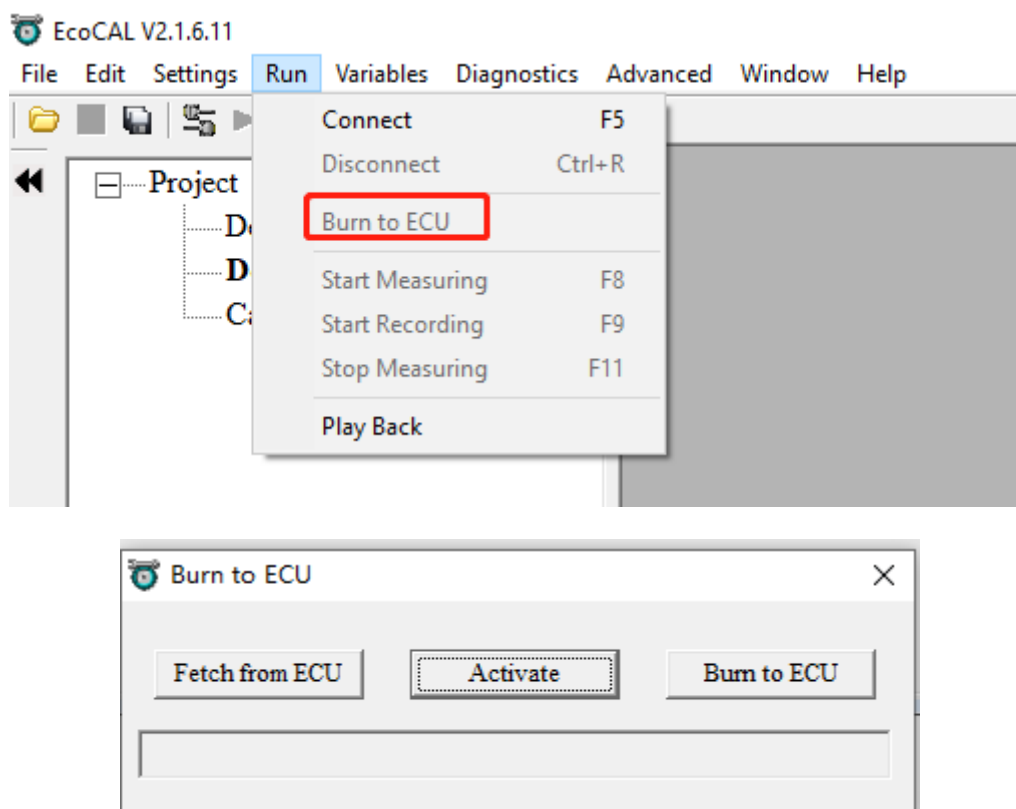 EcoCAL V2.1.6.11
File Edit Settings Run Variables Diagnostics Advanced Window Help
Connect F5
Disconnect Ctrl+R
Project
Burn to ECU
Start Measuring F8
Start Recording F9
Stop Measuring F11
Play Back
Burn to ECU
Fetch from ECU Activate Burn to ECU